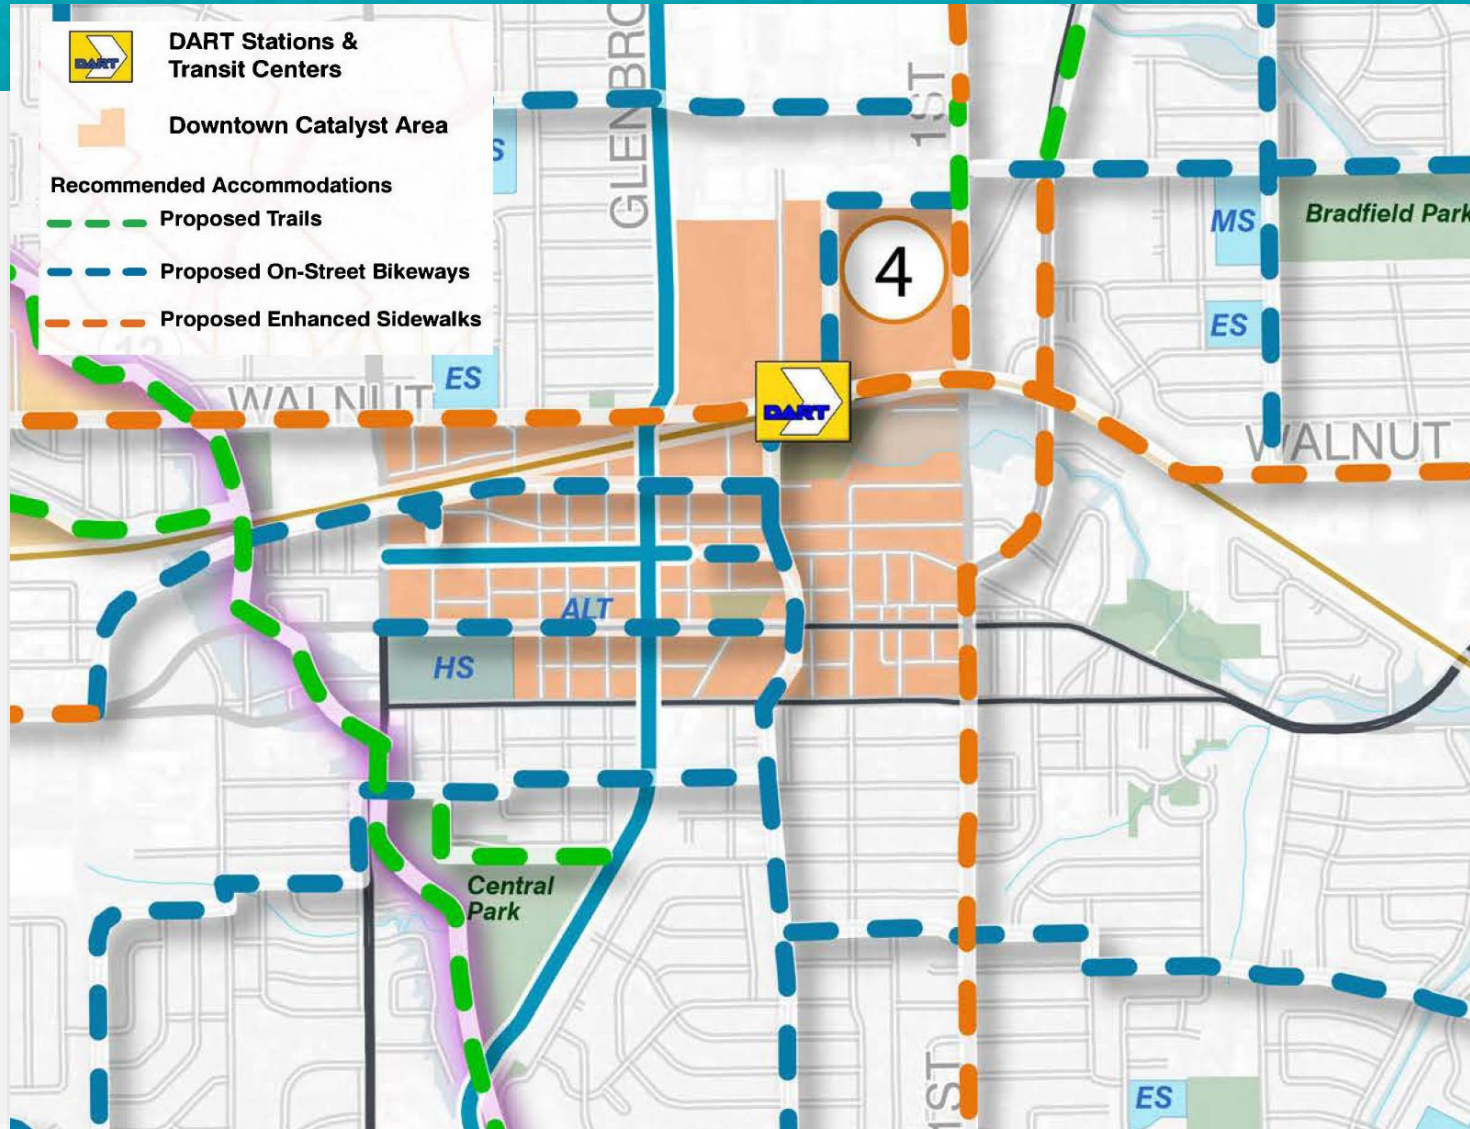 DART
DART Stations &
Transit Centers
Downtown Catalyst Area
Recommended Accommodations
Proposed Trails
Proposed On-Street Bikeways
Proposed Enhanced Sidewalks
GLENBRO
1ST
MS
Bradfield Park
4
ES
ES
WALNUT
DART
WALNUT
ALT
HS
Central
Park
1ST
ES